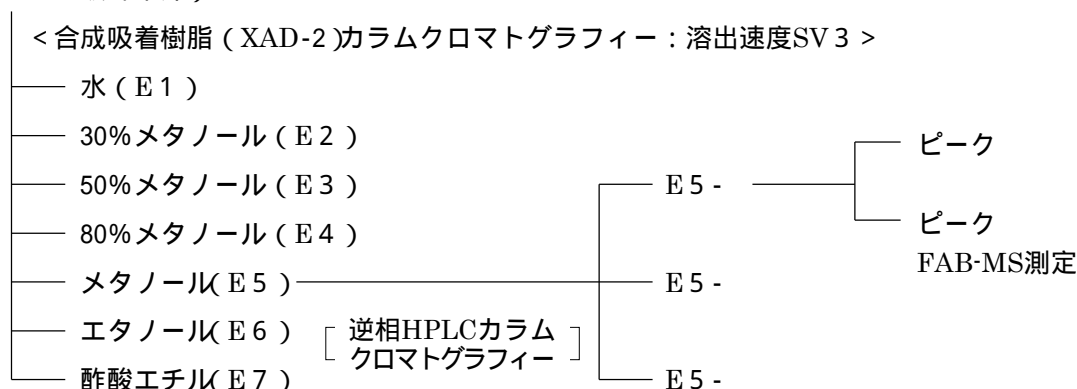 <合成吸着樹脂(XAD-2)カラムクロマトグラフィー:溶出速度SV3>
水(E1)
30%メタノール(E2)
50%メタノール(E3)
80%メタノール(E4)
メタノール(E5)
エタノール(E6)
酢酸エチル(E7)
逆相HPLCカラム
クロマトグラフィー
E5-
E5-
E5-
ピーク
ピーク
FAB-MS測定